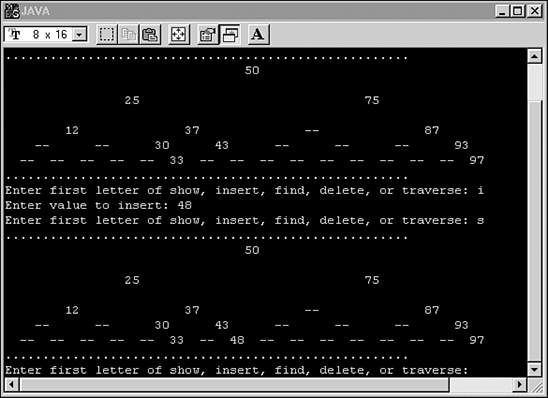 JAVA
T 8 x 16 A
......................................................
50
25 75
12 37 -- 87
-- -- 30 43 -- -- -- 93
-- -- -- -- -- 33 -- -- -- -- -- -- -- -- -- 97
......................................................
Enter first letter of show, insert, find, delete, or traverse: i
Enter value to insert: 48
Enter first letter of show, insert, find, delete, or traverse: s
......................................................
50
25 75
12 37 -- 87
-- -- 30 43 -- -- -- 93
-- -- -- -- -- 33 -- 48 -- -- -- -- -- -- -- 97
......................................................
Enter first letter of show, insert, find, delete, or traverse: